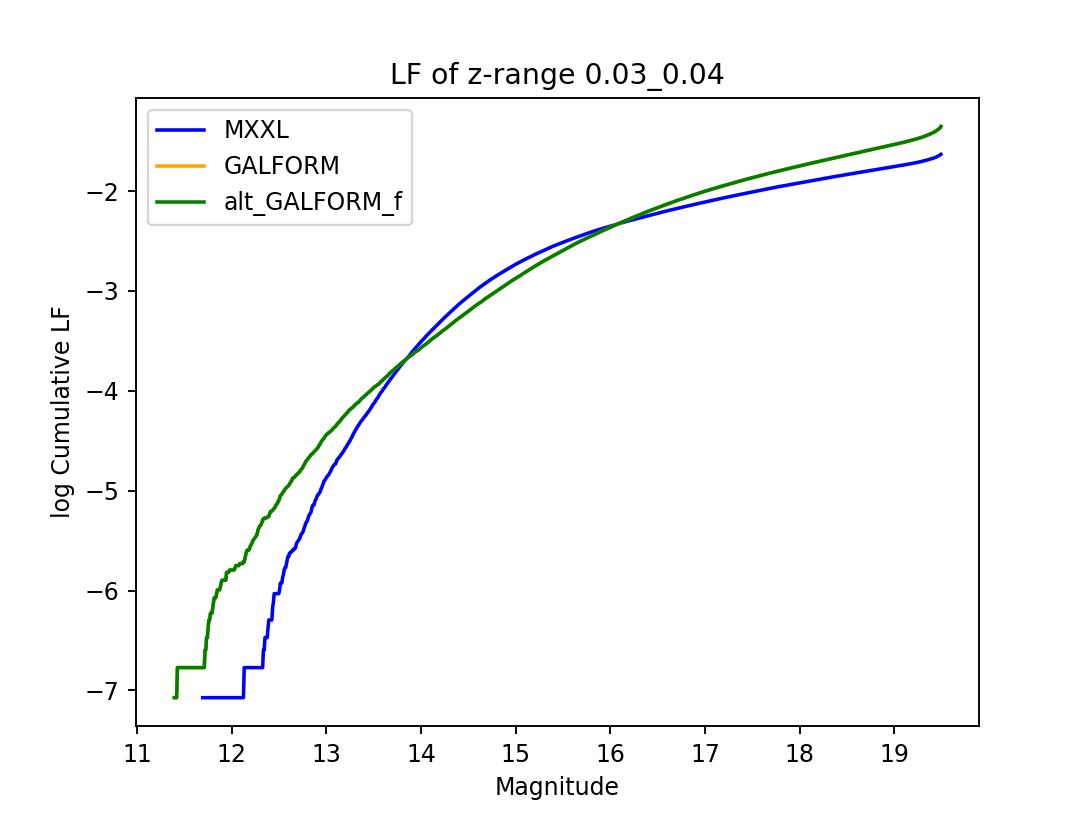 LF of z-range 0.03_0.04
MXXL
GALFORM
alt_GALFORM_f
log Cumulative LF
−2
−3
−4
−5
−6
−7
11 12 13 14 15 16 17 18 19
Magnitude